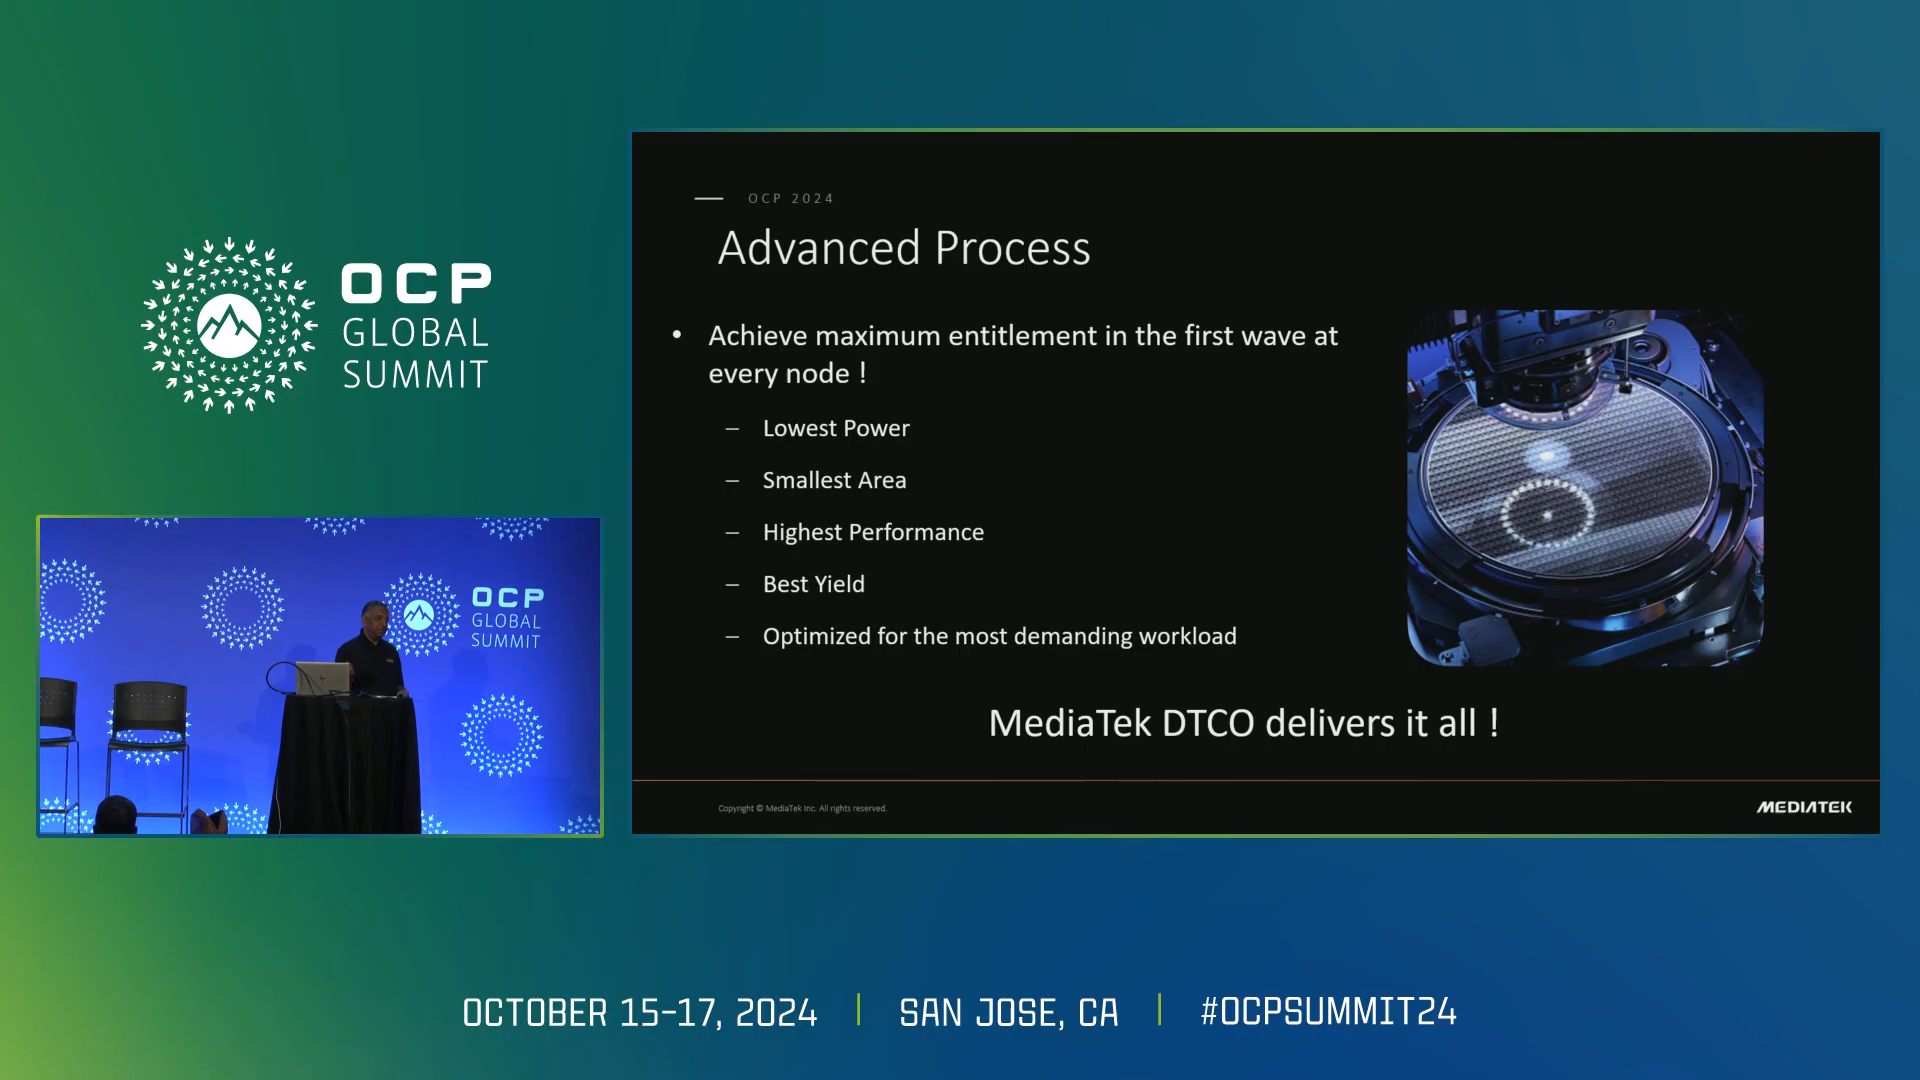 OCP
GLOBAL
SUMMIT
OCP 2024
Advanced Process
• Achieve maximum entitlement in the first wave at
every node !
– Lowest Power
– Smallest Area
– Highest Performance
– Best Yield
– Optimized for the most demanding workload
MediaTek DTCO delivers it all !
Copyright © MediaTek Inc. All rights reserved.
MEDIATEK
OCP
GLOBAL
SUMMIT
OCTOBER 15-17, 2024 | SAN JOSE, CA | #OCPSUMMIT24